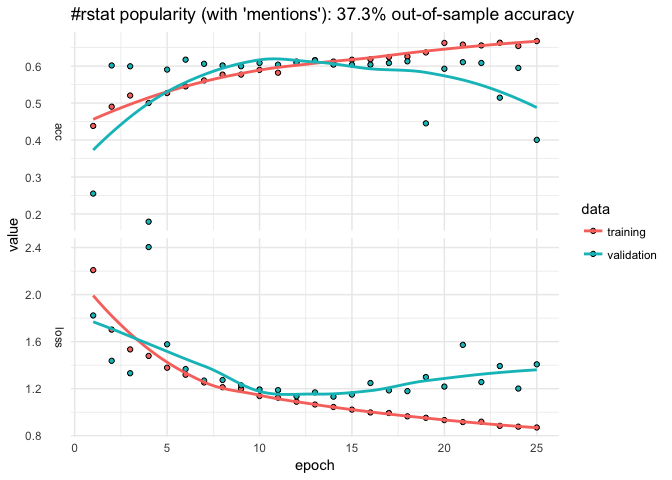 #rstat popularity (with 'mentions'): 37.3% out-of-sample accuracy
0.6
0.5
0.4
0.3
0.2
acc
value
2.4
2.0
1.6
1.2
0.8
loss
0
5
10
15
20
25
epoch
data
training
validation